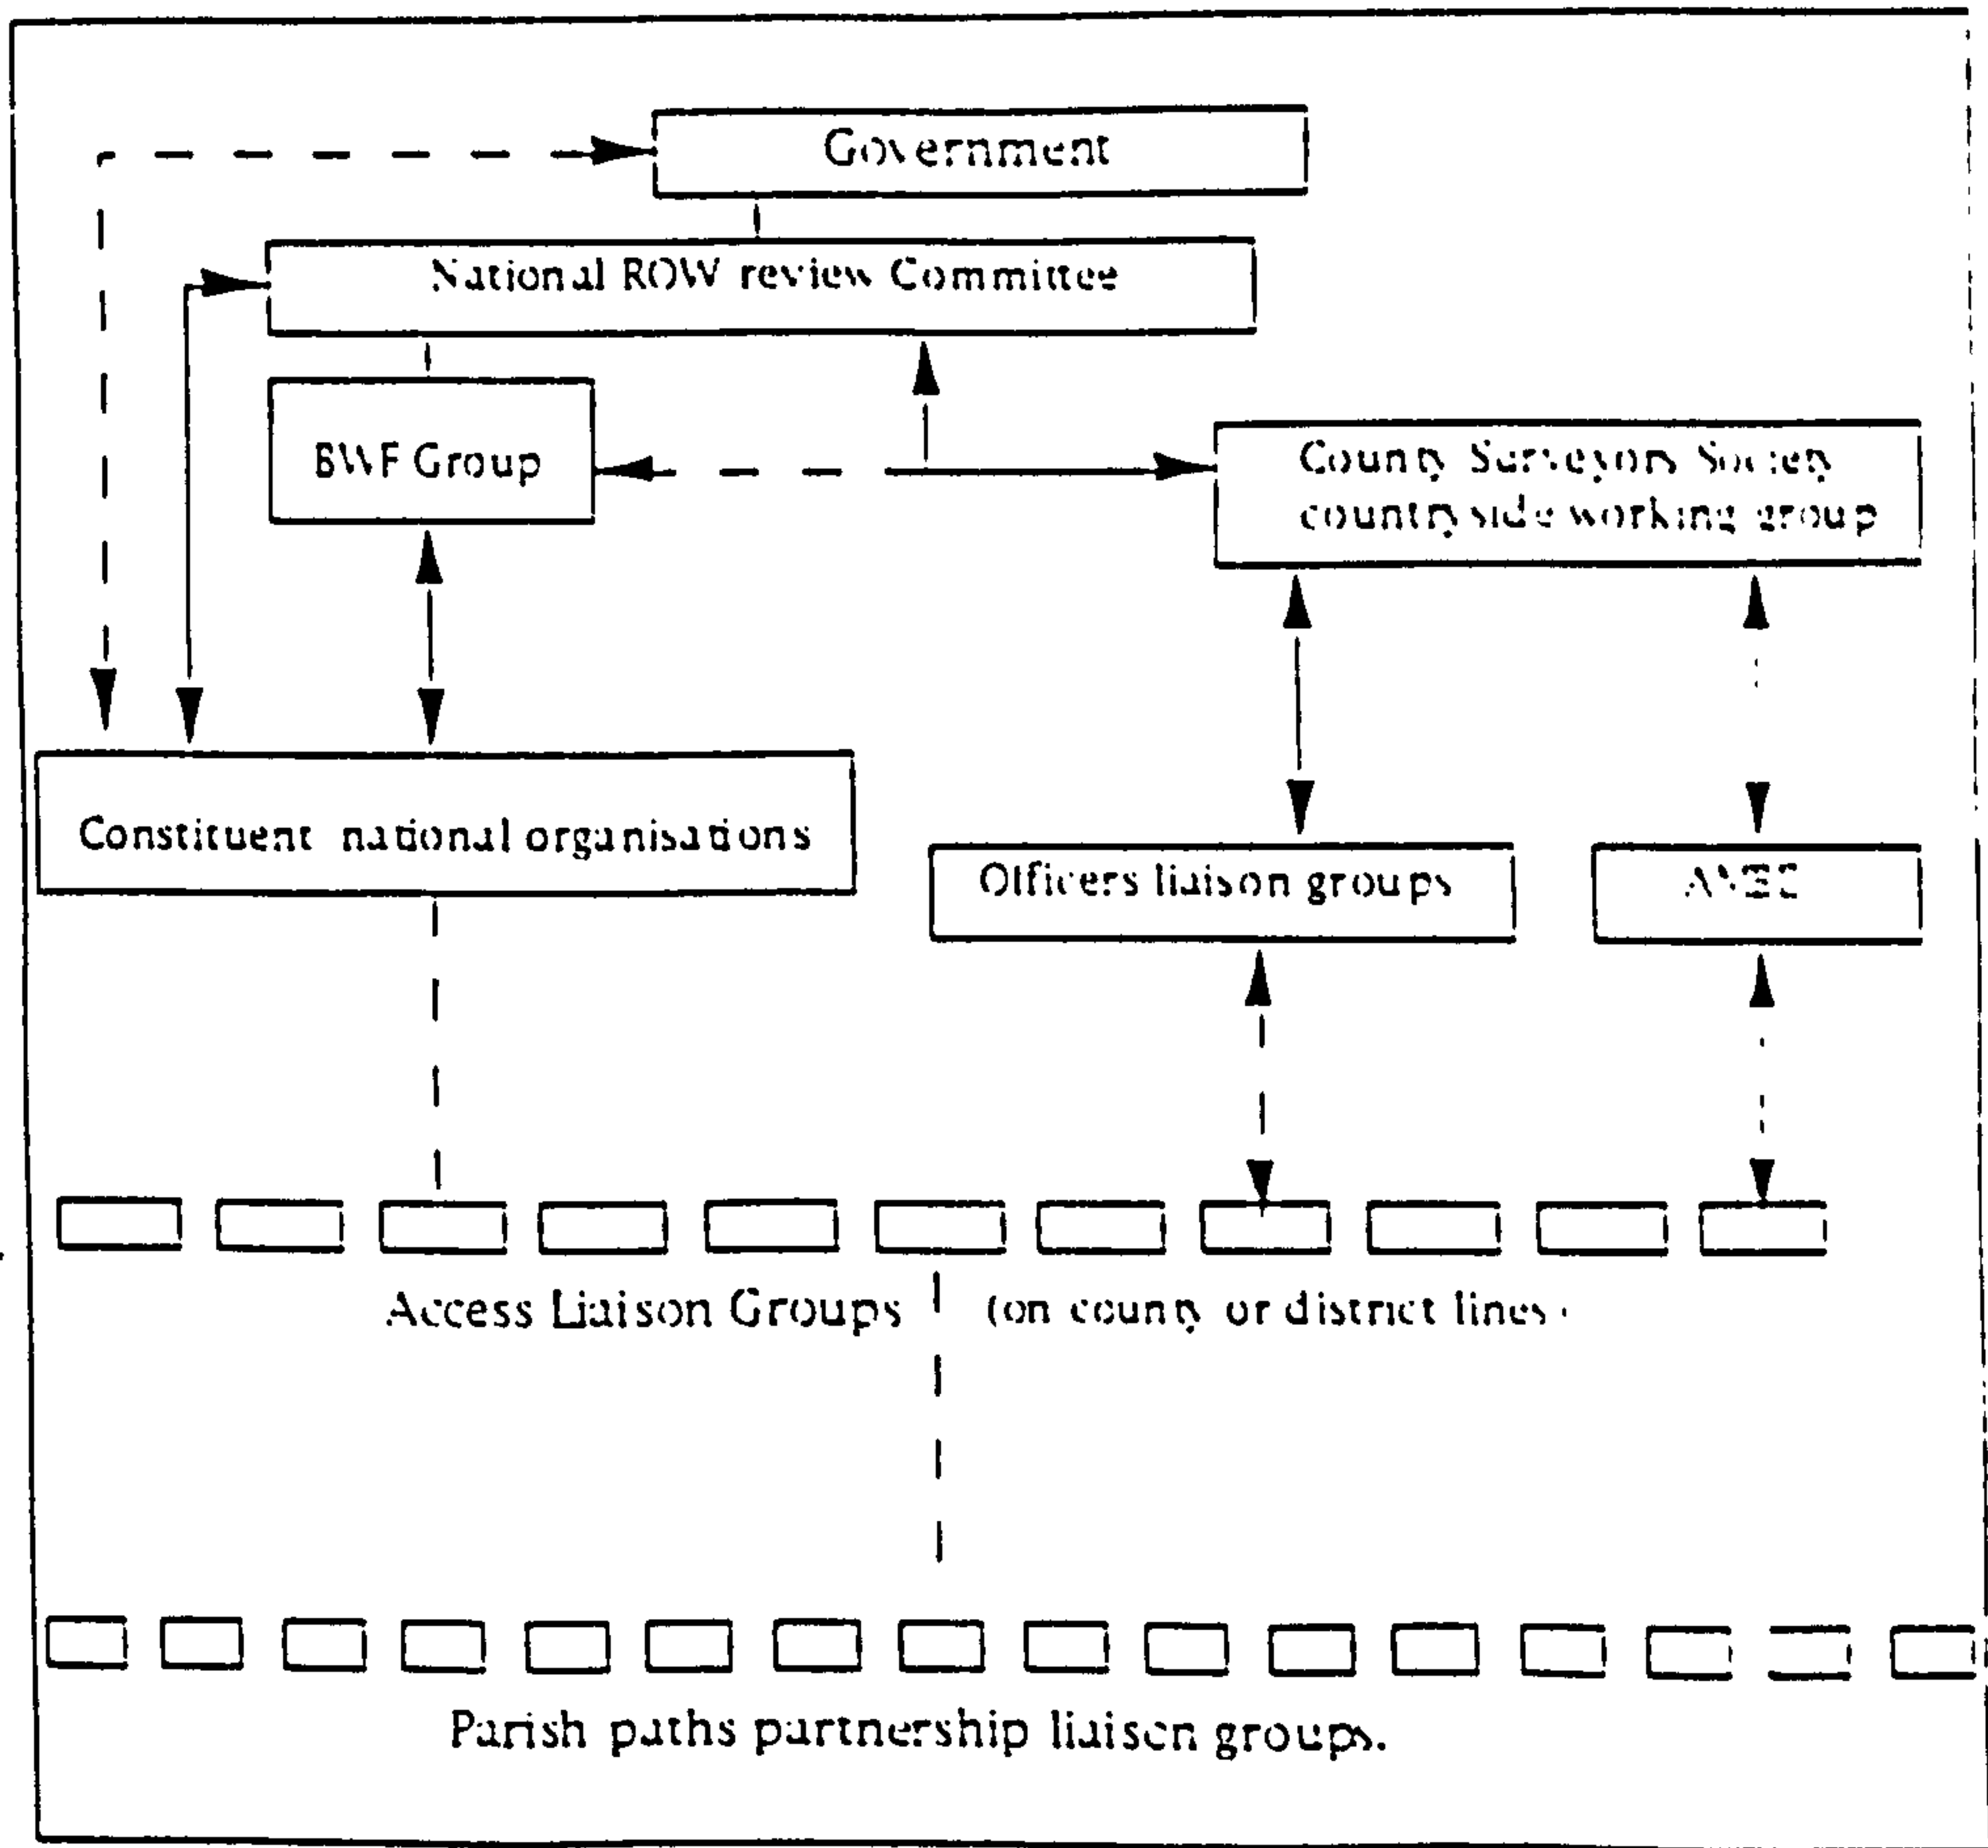 Government
National ROW review Committee
BWF Group
County Surveyors Society
countryside working group
Constituent national organisations
Officers liaison groups
Access Liaison Groups (on county or district lines)
Parish paths partnership liaison groups.